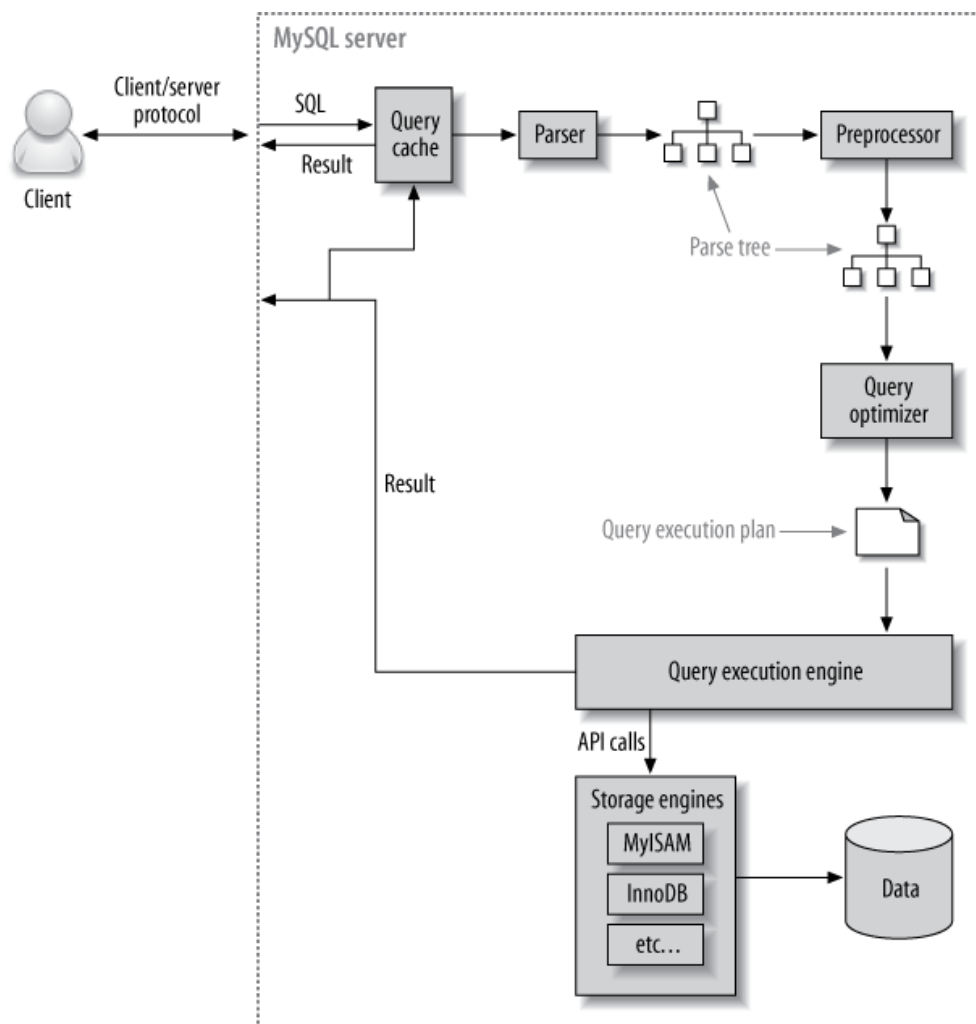 MySQL server
Client/server
protocol
SQL
Result
Client
Query
cache
Parser
Preprocessor
Parse tree
Query
optimizer
Result
Query execution plan
Query execution engine
API calls
Storage engines
MyISAM
InnoDB
etc...
Data